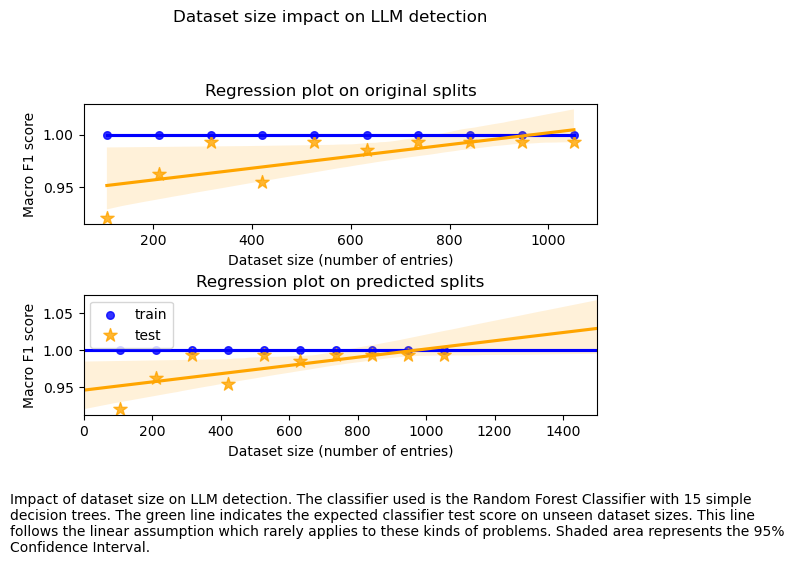 Dataset size impact on LLM detection
Regression plot on original splits
Macro F1 score
1.00
0.95
200
400
600
800
1000
Dataset size (number of entries)
Regression plot on predicted splits
Macro F1 score
1.05
1.00
0.95
train
test
0
200
400
600
800
1000
1200
1400
Dataset size (number of entries)
Impact of dataset size on LLM detection. The classifier used is the Random Forest Classifier with 15 simple
decision trees. The green line indicates the expected classifier test score on unseen dataset sizes. This line
follows the linear assumption which rarely applies to these kinds of problems. Shaded area represents the 95%
Confidence Interval.